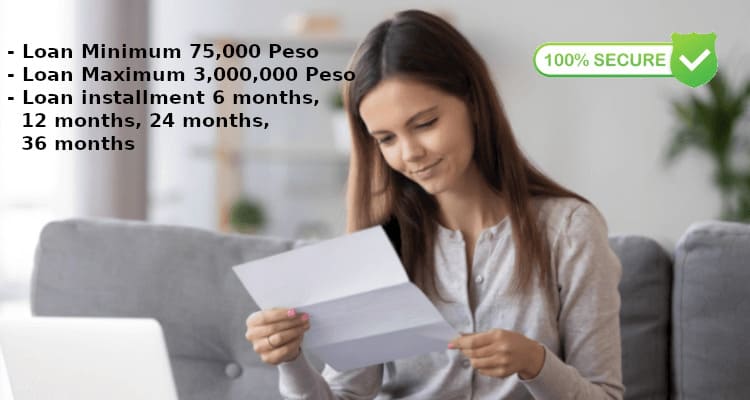 - Loan Minimum 75,000 Peso
- Loan Maximum 3,000,000 Peso
- Loan installment 6 months,
12 months, 24 months,
36 months
100% SECURE